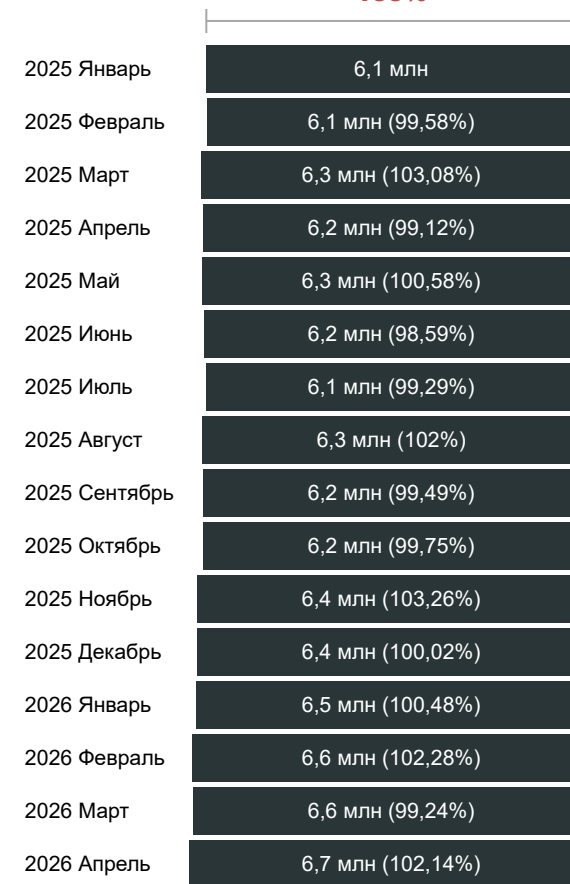 2025 Январь 6,1 млн
2025 Февраль 6,1 млн (99,58%)
2025 Март 6,3 млн (103,08%)
2025 Апрель 6,2 млн (99,12%)
2025 Май 6,3 млн (100,58%)
2025 Июнь 6,2 млн (98,59%)
2025 Июль 6,1 млн (99,29%)
2025 Август 6,3 млн (102%)
2025 Сентябрь 6,2 млн (99,49%)
2025 Октябрь 6,2 млн (99,75%)
2025 Ноябрь 6,4 млн (103,26%)
2025 Декабрь 6,4 млн (100,02%)
2026 Январь 6,5 млн (100,48%)
2026 Февраль 6,6 млн (102,28%)
2026 Март 6,6 млн (99,24%)
2026 Апрель 6,7 млн (102,14%)